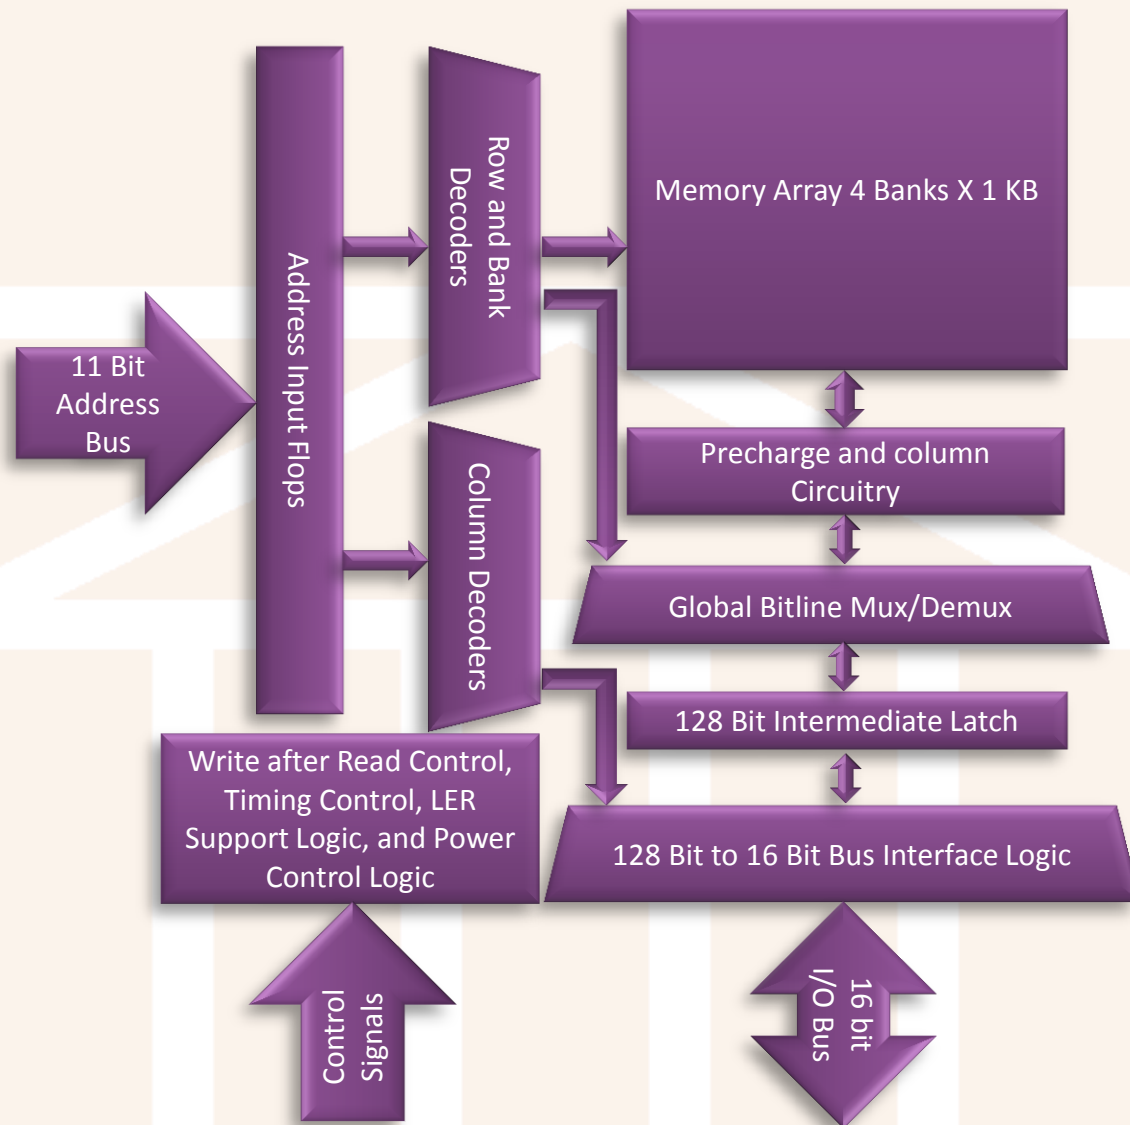 Memory Array 4 Banks X 1 KB
Row and Bank
Decoders
Address Input Flops
11 Bit
Address
Bus
Precharge and column
Circuitry
Column Decoders
Global Bitline Mux/Demux
128 Bit Intermediate Latch
Write after Read Control,
Timing Control, LER
Support Logic, and Power
Control Logic
128 Bit to 16 Bit Bus Interface Logic
Control
Signals
16 bit
I/O Bus